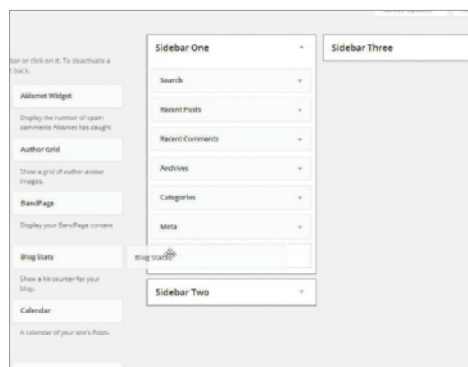 bar or click on it. To deactivate a
t back.
Akismet Widget
Display the number of spam
comments Akismet has caught
Author Grid
Show a grid of author avatar
images.
BandPage
Display your BandPage content
Blog Stats
Show a hit counter for your
blog.
Calendar
A calendar of your site's Posts.
Sidebar One
Search
Recent Posts
Recent Comments
Archives
Categories
Meta
Blog Stats
Sidebar Two
Sidebar Three